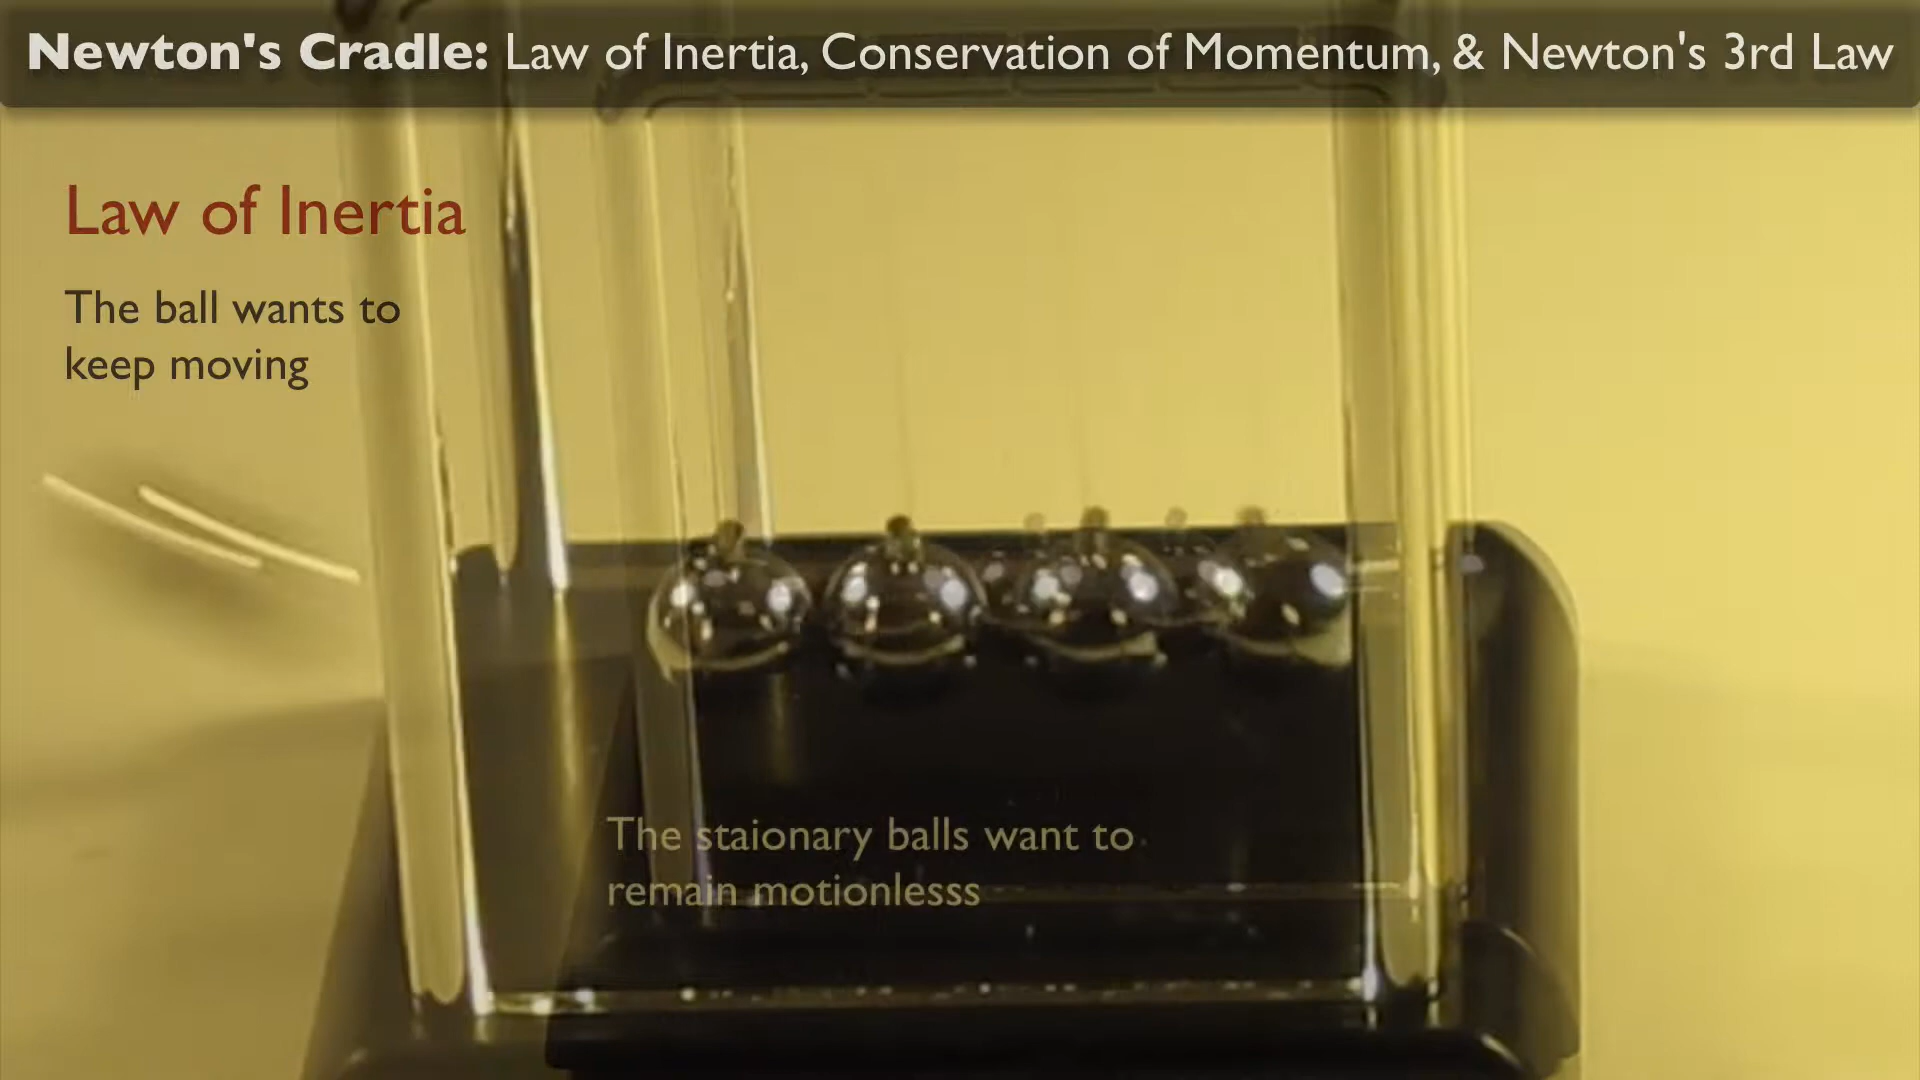 Newton's Cradle: Law of Inertia, Conservation of Momentum, & Newton's 3rd Law
Law of Inertia
The ball wants to
keep moving
The staionary balls want to
remain motionlesss